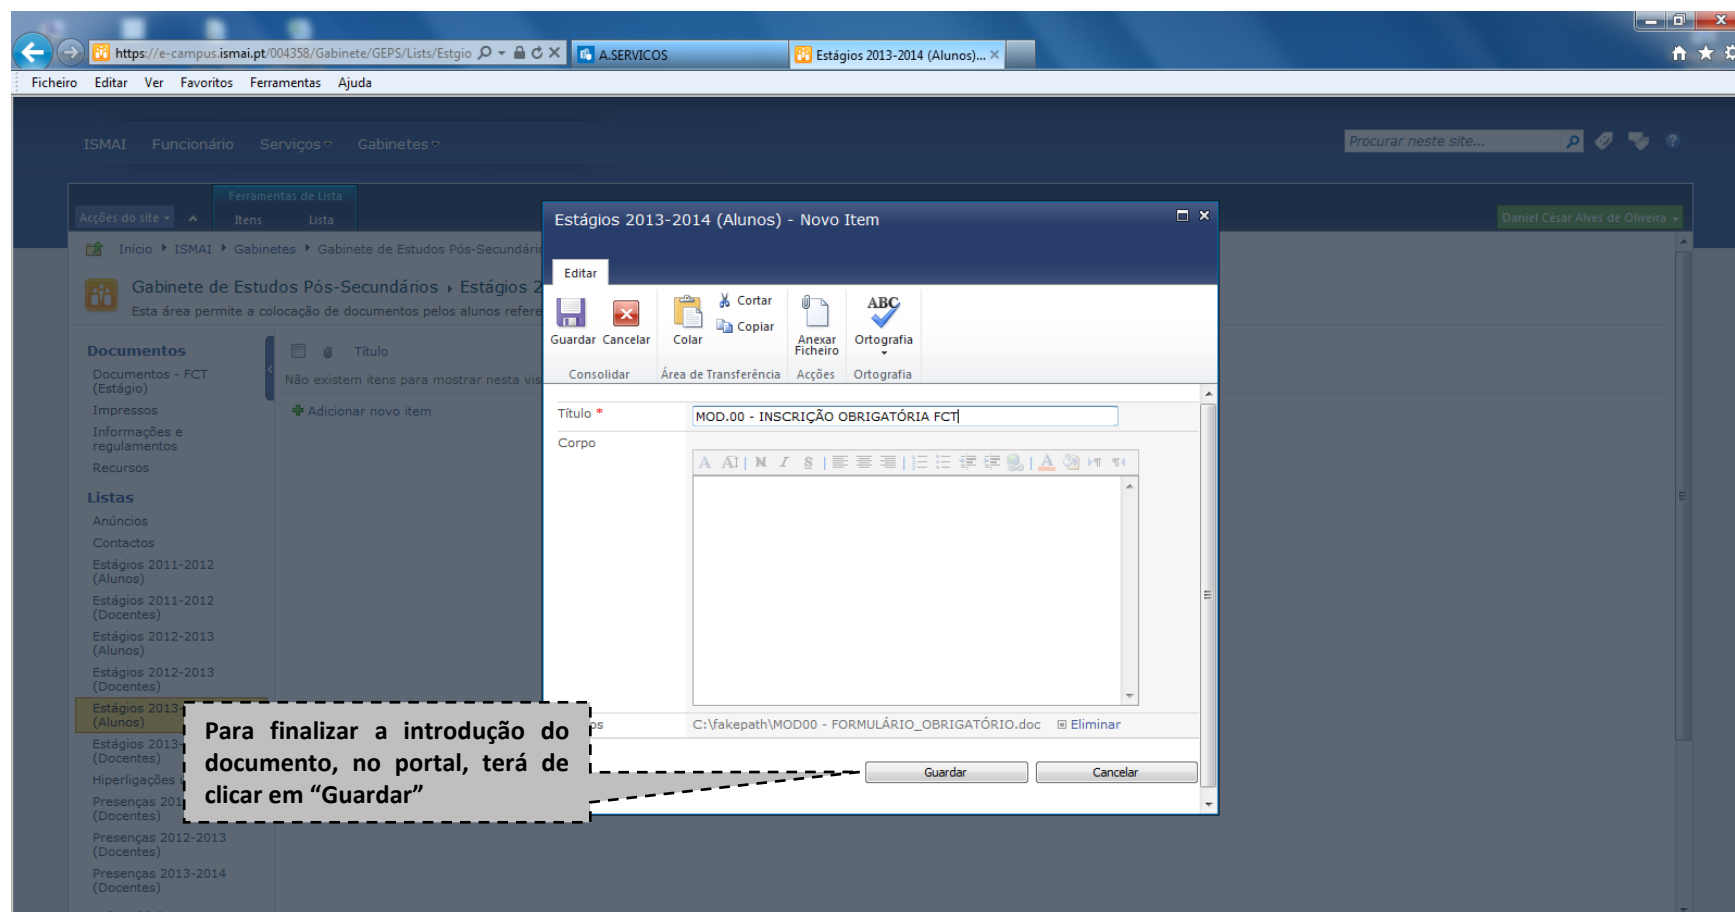 https://e-campus.ismai.pt/004358/Gabinete/GEPS/Lists/Estgio
A.SERVICOS
Estágios 2013-2014 (Alunos)...
Ficheiro Editar Ver Favoritos Ferramentas Ajuda
ISMAI Funcionário Serviços Gabinetes
Procurar neste site...
Ferramentas de Lista
Acções do site Itens Lista
Daniel César Alves de Oliveira
Início ISMAI Gabinetes Gabinete de Estudos Pós-Secundário
Gabinete de Estudos Pós-Secundários Estágios 2
Esta área permite a colocação de documentos pelos alunos refere
Documentos
Documentos - FCT
(Estágio)
Impressos
Informações e
regulamentos
Recursos
Listas
Anúncios
Contactos
Estágios 2011-2012
(Alunos)
Estágios 2011-2012
(Docentes)
Estágios 2012-2013
(Alunos)
Estágios 2012-2013
(Docentes)
Estágios 2013-
(Alunos)
Estágios 2013-
(Docentes)
Hiperligações
Presenças 201
(Docentes)
Presenças 2012-2013
(Docentes)
Presenças 2013-2014
(Docentes)
Título
Não existem itens para mostrar nesta vis
Adicionar novo item
Estágios 2013-2014 (Alunos) - Novo Item
Editar
Guardar Cancelar
Consolidar
Colar
Cortar
Copiar
Área de Transferência
Anexar
Ficheiro
Acções
ABC
Ortografia
Ortografia
Título *
MOD.00 - INSCRIÇÃO OBRIGATÓRIA FCT
Corpo
A AI N I S A
C:\fakepath\MOD00 - FORMULÁRIO_OBRIGATÓRIO.doc Eliminar
Guardar Cancelar
Para finalizar a introdução do
documento, no portal, terá de
clicar em “Guardar”